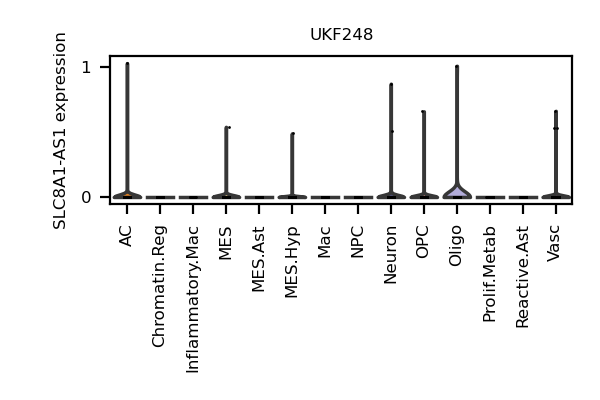 UKF248
SLC8A1-AS1 expression
1
0
AC
Chromatin.Reg
Inflammatory.Mac
MES
MES.Ast
MES.Hyp
Mac
NPC
Neuron
OPC
Oligo
Prolif.Metab
Reactive.Ast
Vasc